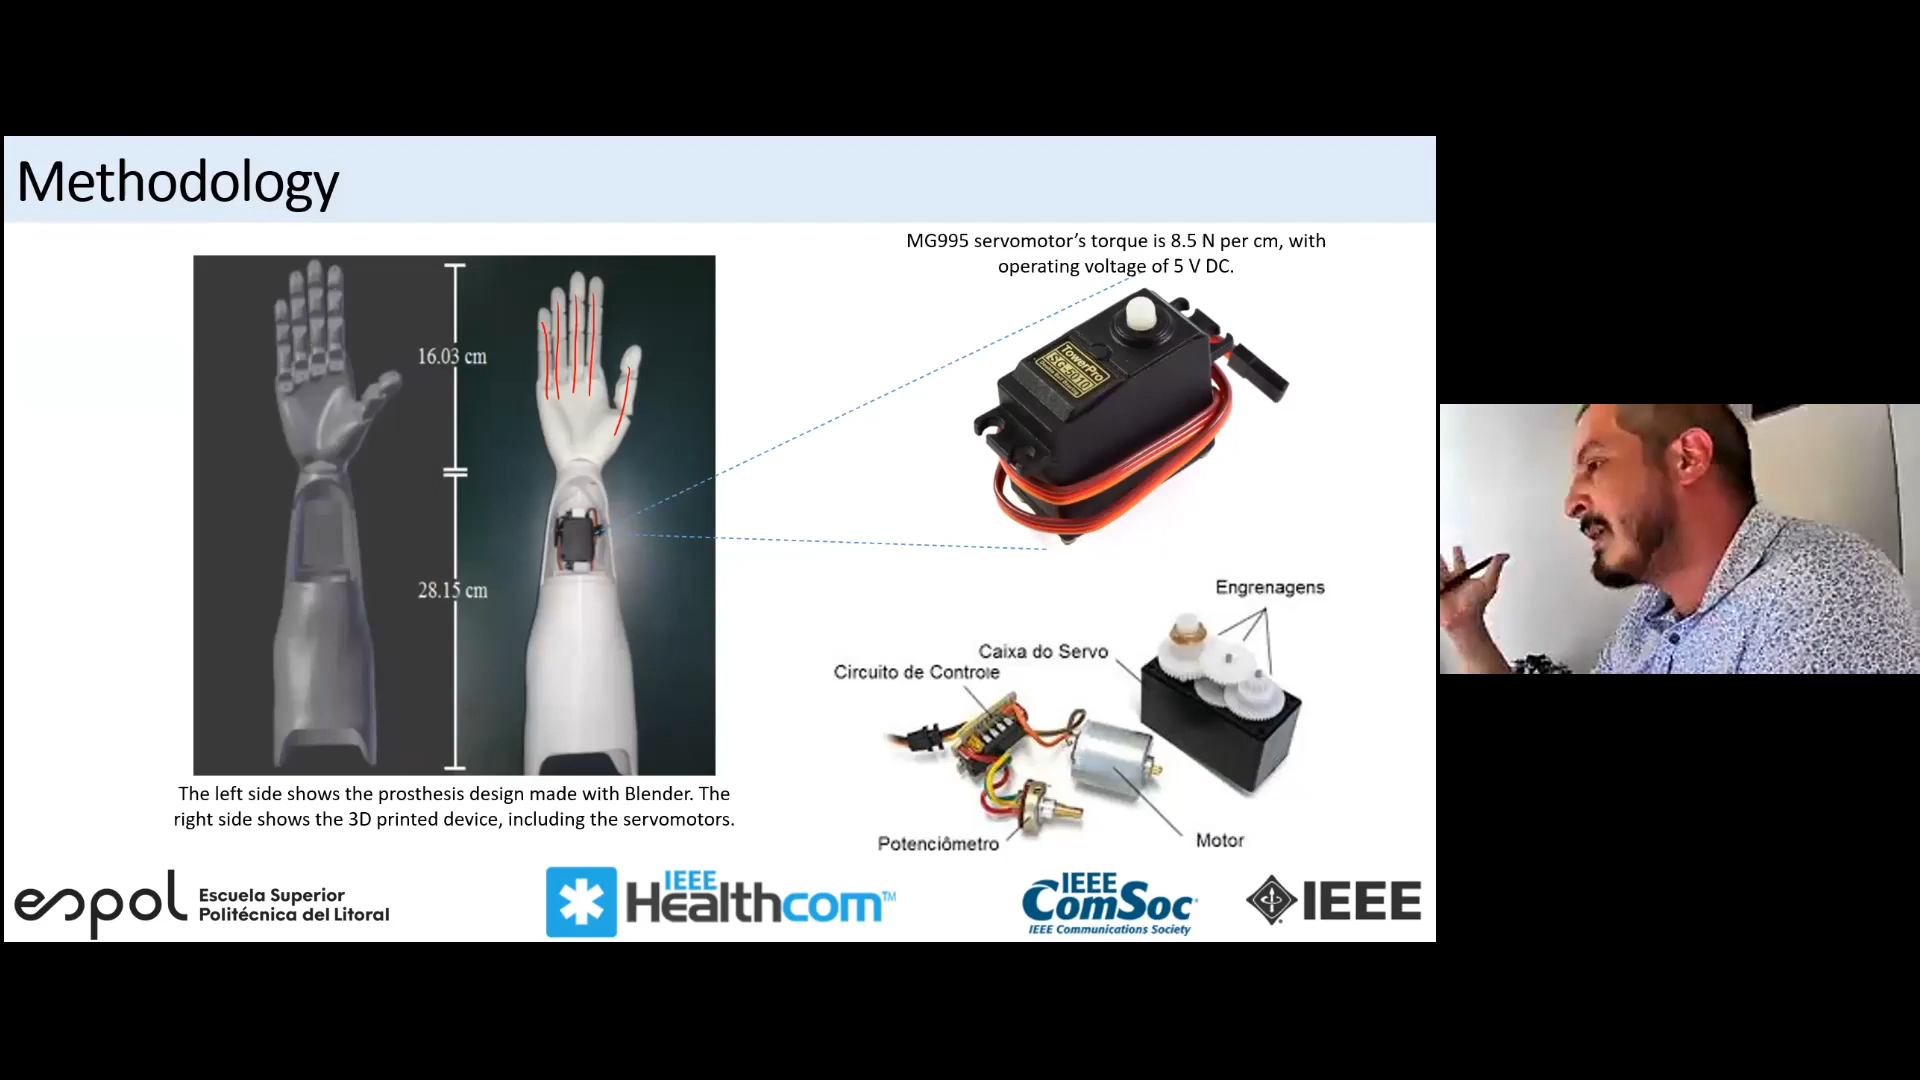 Methodology
MG995 servomotor's torque is 8.5 N per cm, with
operating voltage of 5 V DC.
16.03 cm
28.15 cm
TowerPro
SG-5010
Engrenagens
Caixa do Servo
Circuito de Controle
Potenciômetro
Motor
The left side shows the prosthesis design made with Blender. The
right side shows the 3D printed device, including the servomotors.
espol
Escuela Superior
Politécnica del Litoral
IEEE
Healthcom™
IEEE
ComSoc
IEEE Communications Society
IEEE